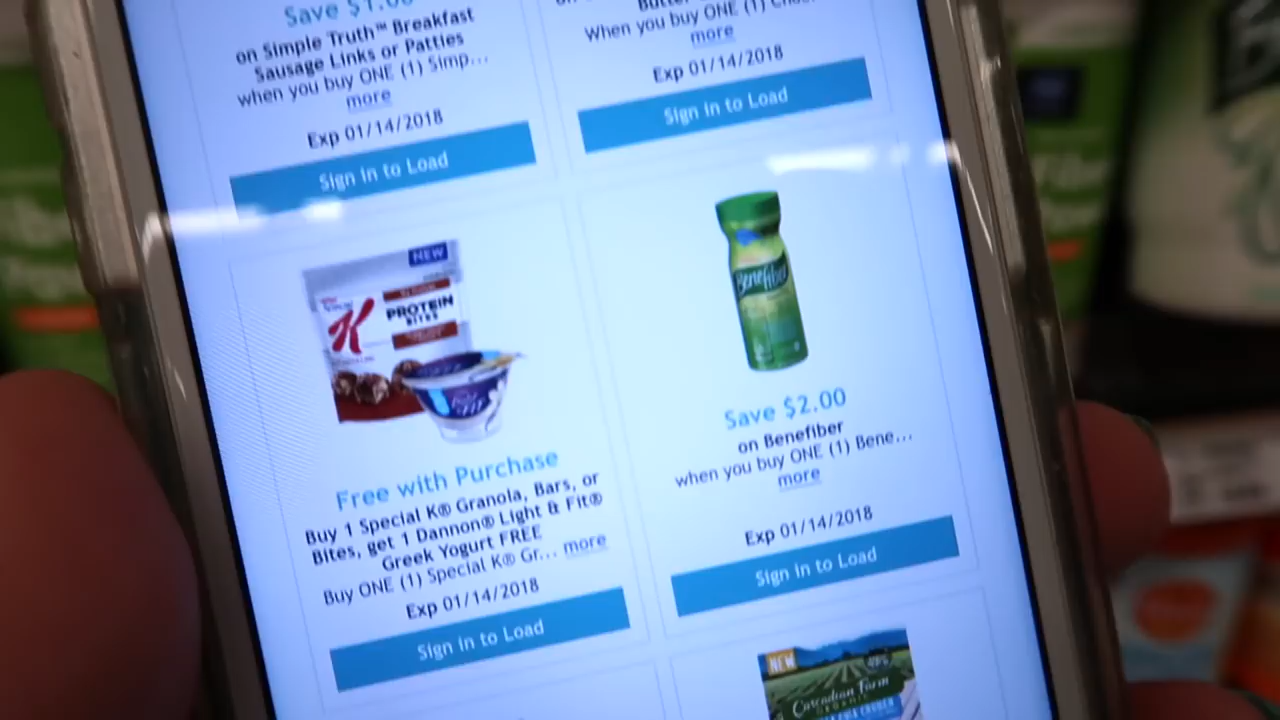 Save $1.00
on Simple Truth™ Breakfast
Sausage Links or Patties
when you buy ONE (1) Simp...
more
Exp 01/14/2018
Sign In to Load
When you buy ONE (1)
more
Exp 01/14/2018
Sign In to Load
NEW
K
PROTEIN
BITES
Free with Purchase
Buy 1 Special K® Granola, Bars, or
Bites, get 1 Dannon® Light & Fit®
Greek Yogurt FREE
Buy ONE (1) Special K® Gr... more
Exp 01/14/2018
Sign In to Load
Benefiber
Save $2.00
on Benefiber
when you buy ONE (1) Bene...
more
Exp 01/14/2018
Sign In to Load
NEW
Cascadian Farm
ORGANIC